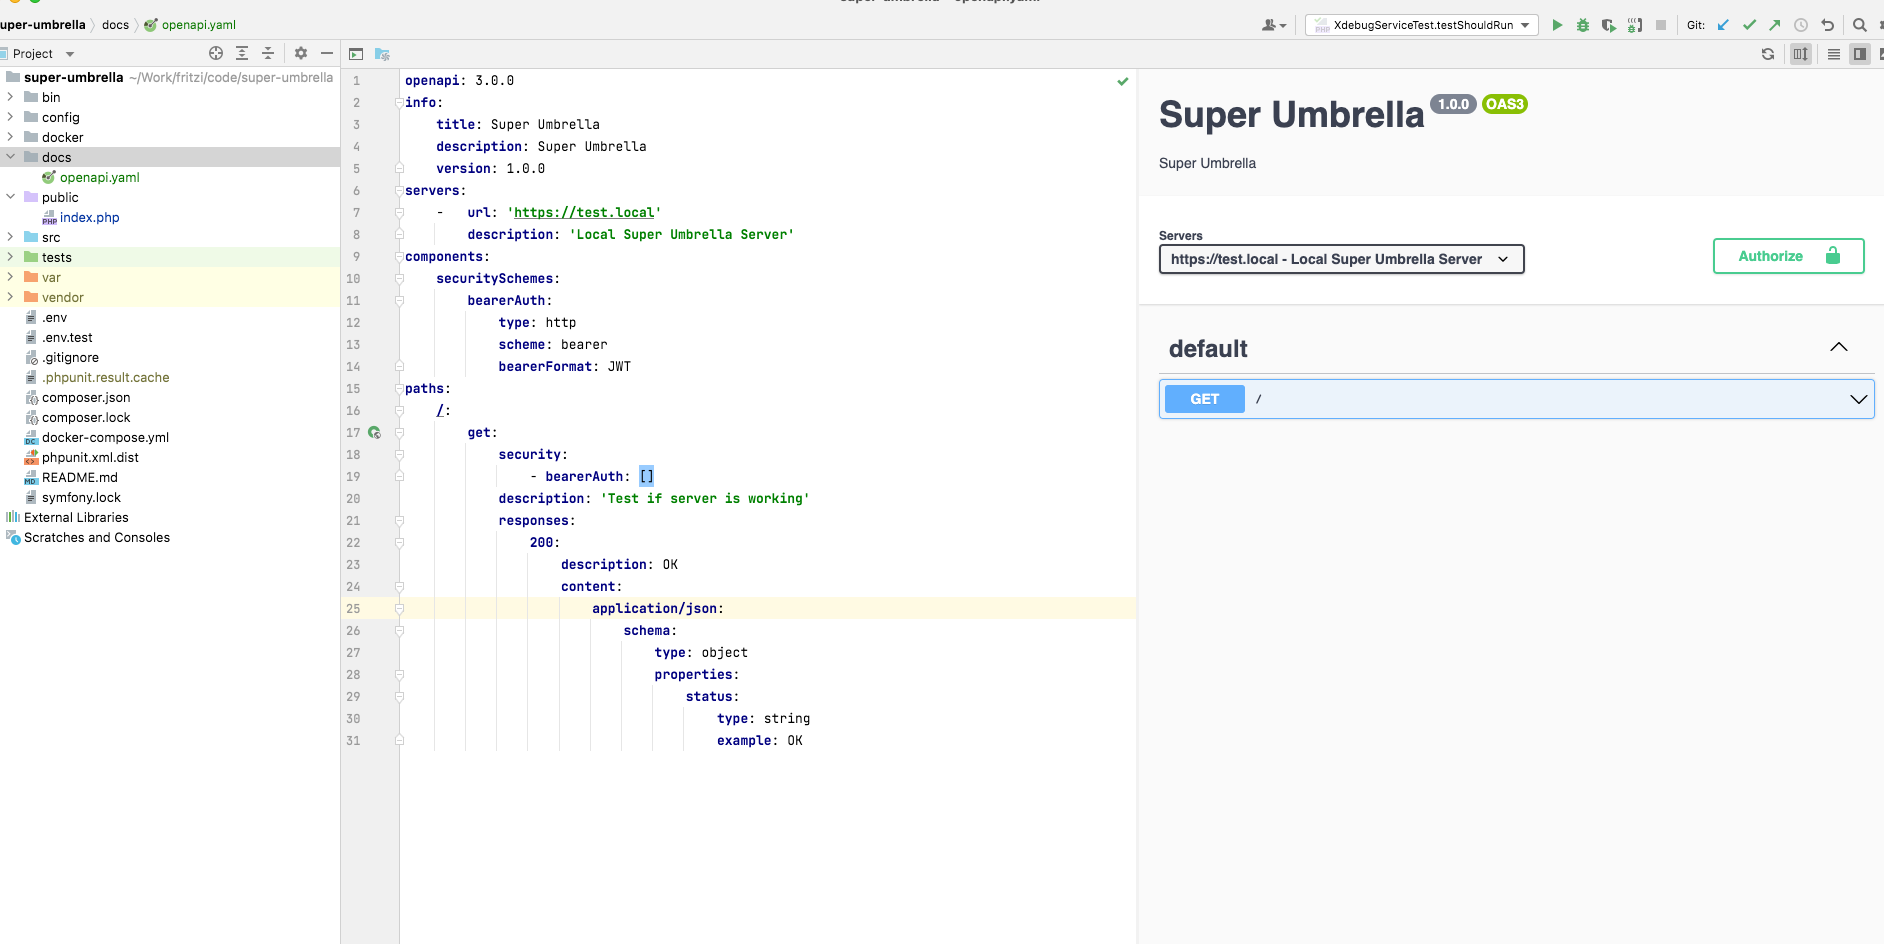 super-umbrella – openapi.yaml
uper-umbrella docs openapi.yaml
XdebugServiceTest.testShouldRun
Git:
Project
super-umbrella ~/Work/fritzi/code/super-umbrella
bin
config
docker
docs
openapi.yaml
public
PHP index.php
src
tests
var
vendor
.env
.env.test
.gitignore
.phpunit.result.cache
composer.json
composer.lock
DC docker-compose.yml
phpunit.xml.dist
MD README.md
symfony.lock
External Libraries
Scratches and Consoles
1 openapi: 3.0.0
2 info:
3 title: Super Umbrella
4 description: Super Umbrella
5 version: 1.0.0
6 servers:
7 - url: 'https://test.local'
8 description: 'Local Super Umbrella Server'
9 components:
10 securitySchemes:
11 bearerAuth:
12 type: http
13 scheme: bearer
14 bearerFormat: JWT
15 paths:
16 /:
17 get:
18 security:
19 - bearerAuth: []
20 description: 'Test if server is working'
21 responses:
22 200:
23 description: OK
24 content:
25 application/json:
26 schema:
27 type: object
28 properties:
29 status:
30 type: string
31 example: OK
Super Umbrella 1.0.0 OAS3
Super Umbrella
Servers
https://test.local - Local Super Umbrella Server
Authorize
default
GET /